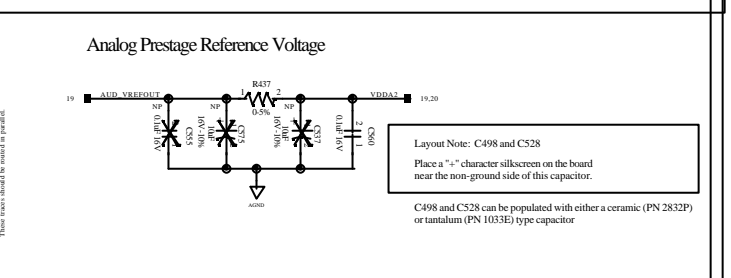 Analog Prestage Reference Voltage
R437
19 AUD_VREFOUT 1 2 VDDA2 19,20
NP NP 0-5% NP
C555
0.1uF 16V
C575
10uF
16V-10%
C537
10uF
16V-10%
C560
0.1uF 16V
2 1
AGND
Layout Note: C498 and C528
Place a "+" character silkscreen on the board
near the non-ground side of this capacitor.
C498 and C528 can be populated with either a ceramic (PN 2832P)
or tantalum (PN 1033E) type capacitor
These traces should be routed in parallel.